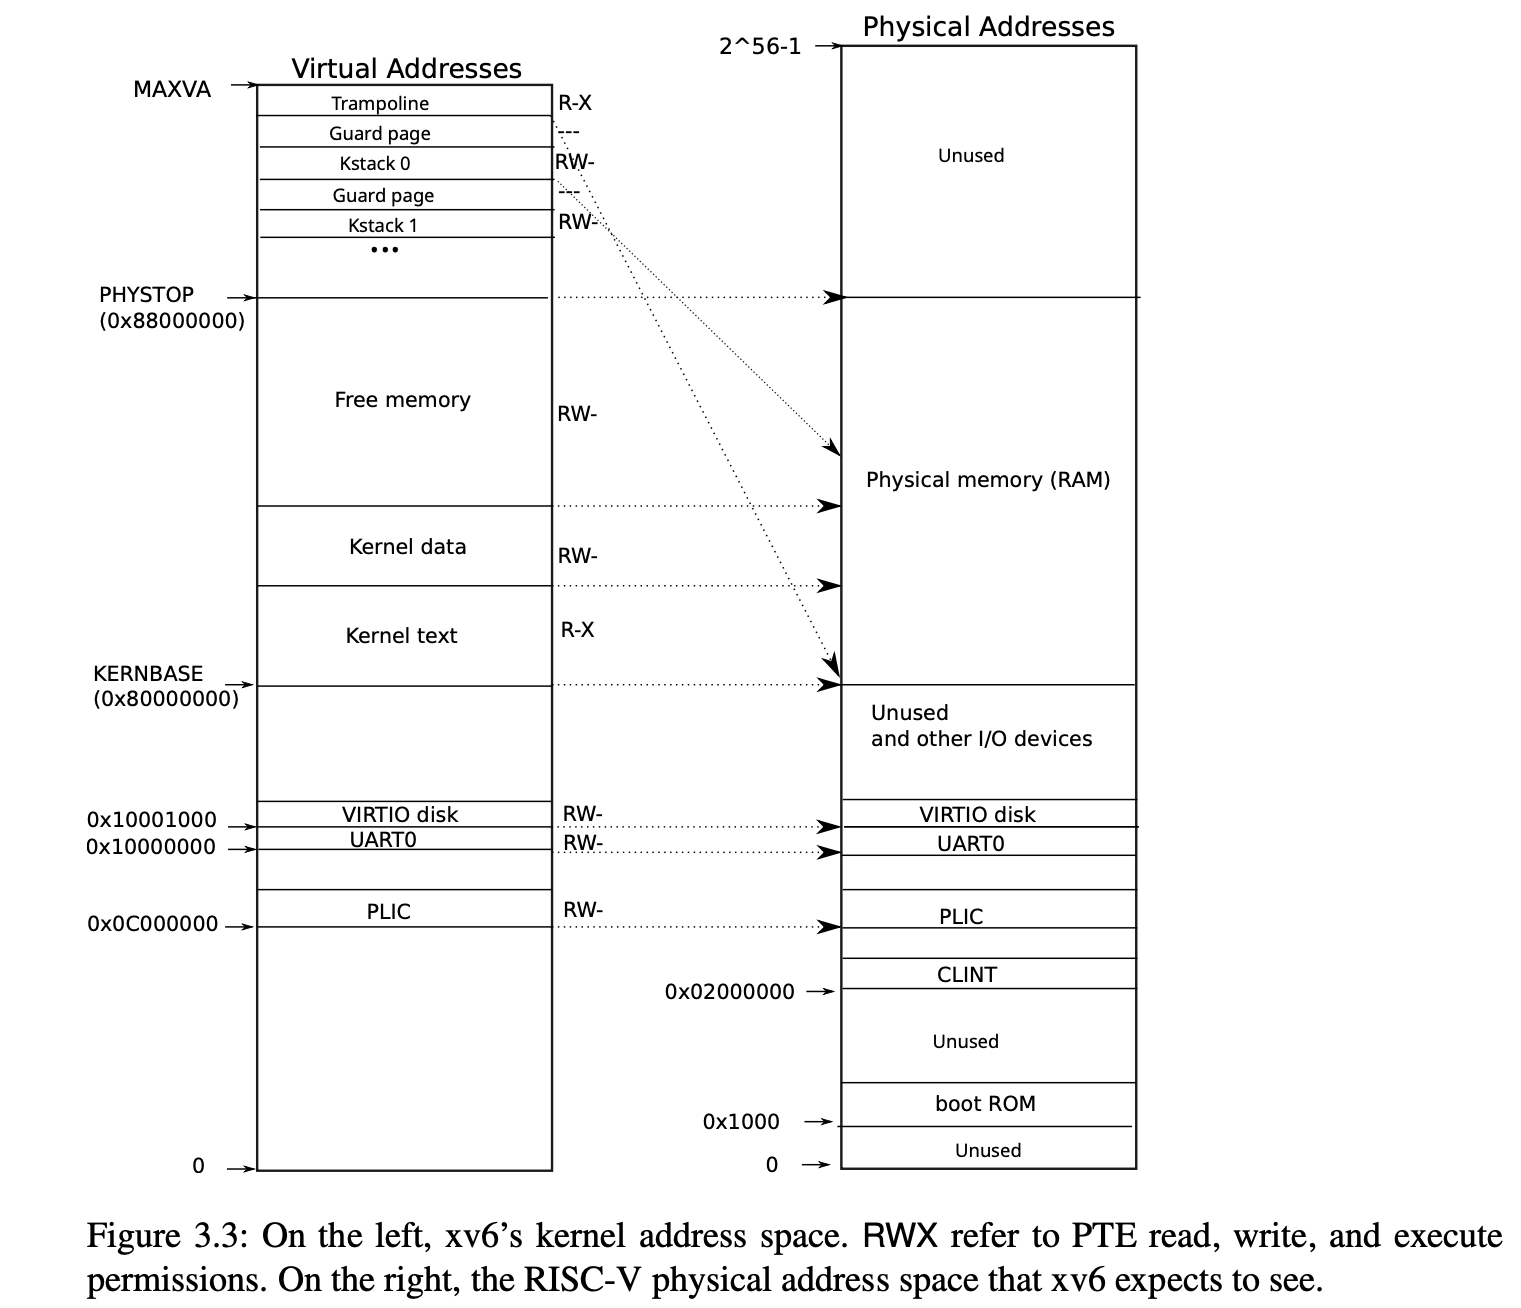 Physical Addresses
2^56-1
Virtual Addresses
MAXVA
Trampoline
R-X
Guard page
---
Unused
Kstack 0
RW-
Guard page
---
Kstack 1
RW-
...
PHYSTOP
(0x88000000)
Free memory
RW-
Physical memory (RAM)
Kernel data
RW-
Kernel text
R-X
KERNBASE
(0x80000000)
Unused
and other I/O devices
0x10001000
VIRTIO disk
RW-
VIRTIO disk
0x10000000
UART0
RW-
UART0
0x0C000000
PLIC
RW-
PLIC
CLINT
0x02000000
Unused
boot ROM
0x1000
Unused
0
0
Figure 3.3: On the left, xv6’s kernel address space. RWX refer to PTE read, write, and execute
permissions. On the right, the RISC-V physical address space that xv6 expects to see.